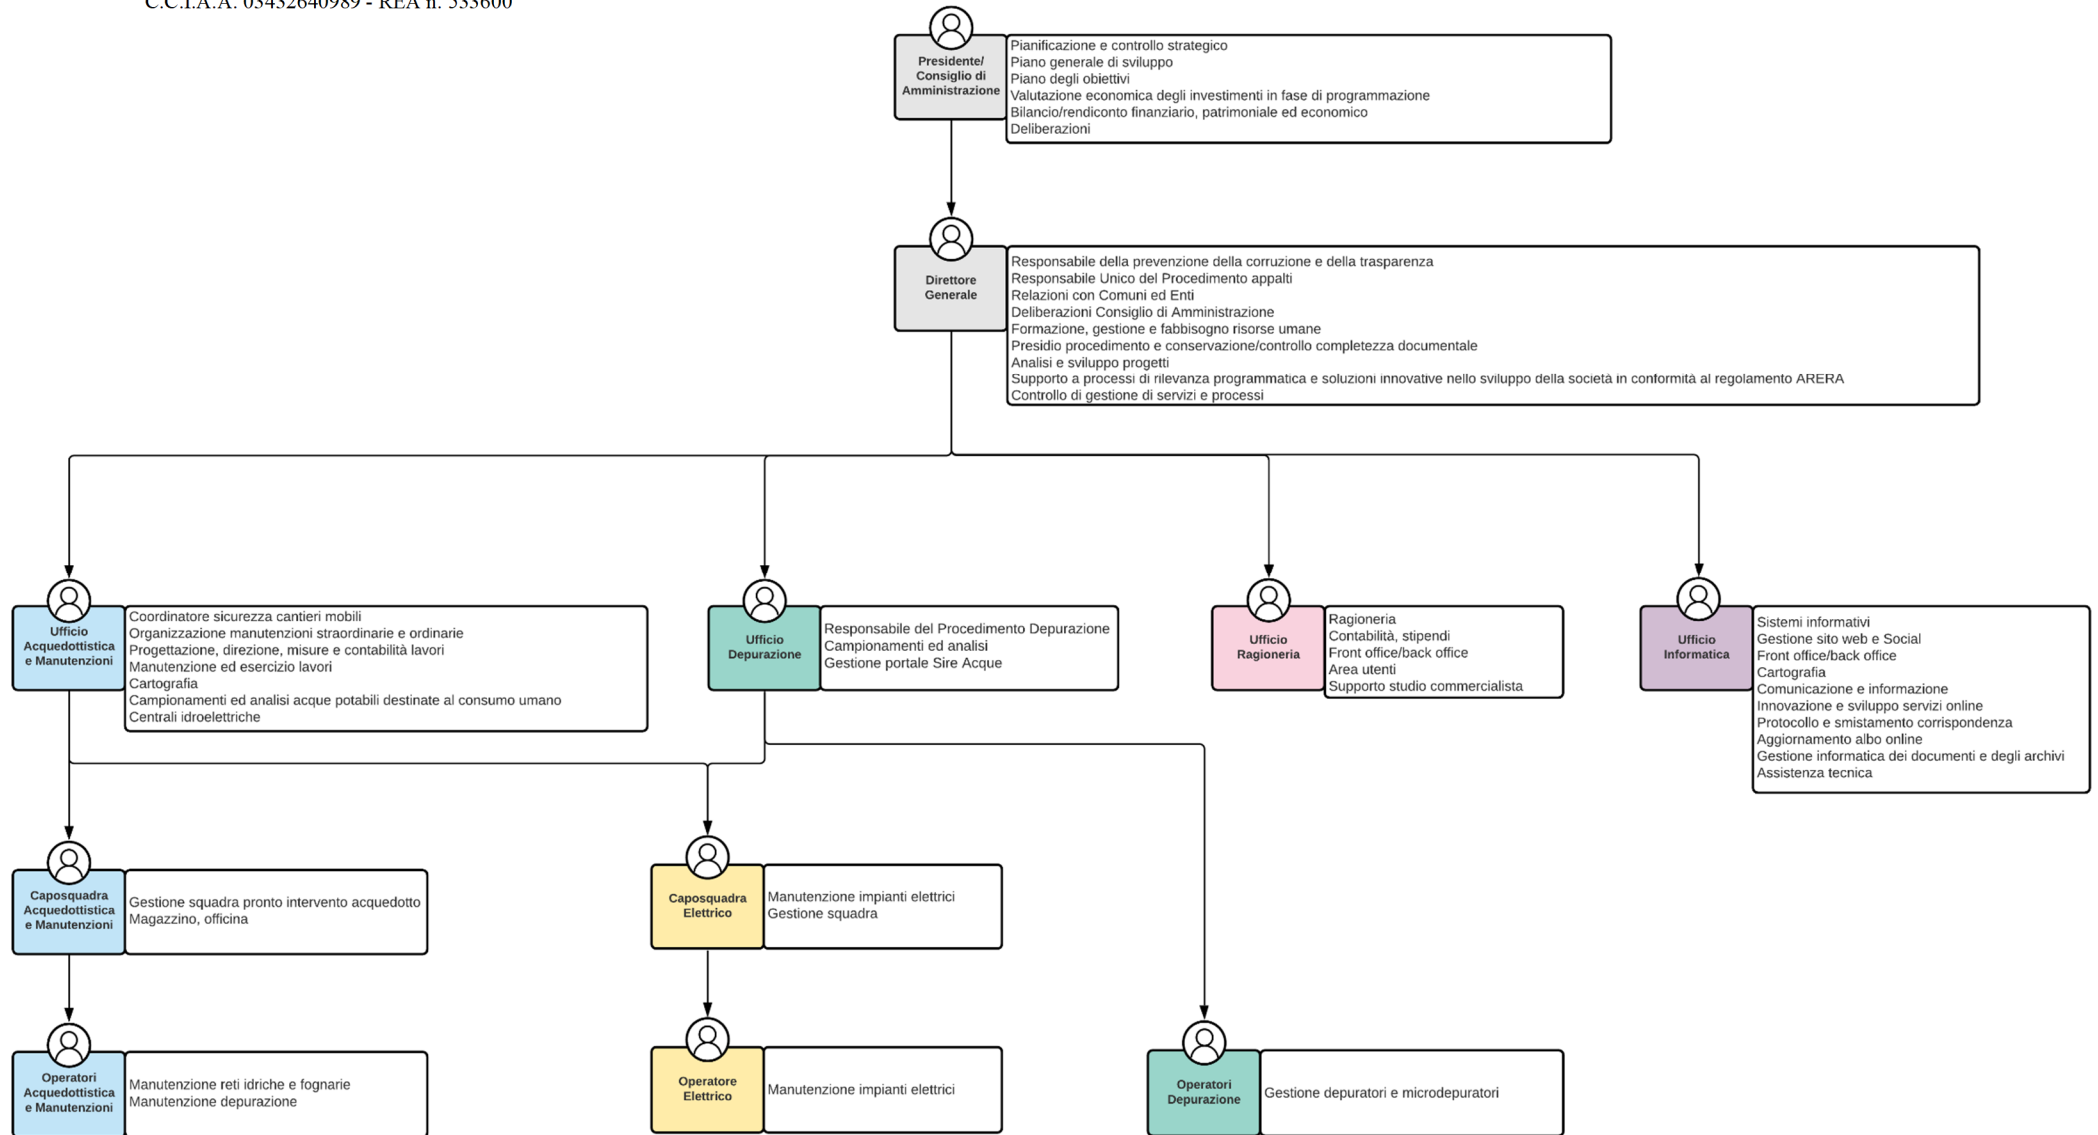 C.C.I.A.A. 03432640989 - REA n. 533600
Presidente/
Consiglio di
Amministrazione
Pianificazione e controllo strategico
Piano generale di sviluppo
Piano degli obiettivi
Valutazione economica degli investimenti in fase di programmazione
Bilancio/rendiconto finanziario, patrimoniale ed economico
Deliberazioni
Direttore
Generale
Responsabile della prevenzione della corruzione e della trasparenza
Responsabile Unico del Procedimento appalti
Relazioni con Comuni ed Enti
Deliberazioni Consiglio di Amministrazione
Formazione, gestione e fabbisogno risorse umane
Presidio procedimento e conservazione/controllo completezza documentale
Analisi e sviluppo progetti
Supporto a processi di rilevanza programmatica e soluzioni innovative nello sviluppo della società in conformità al regolamento ARERA
Controllo di gestione di servizi e processi
Ufficio
Acquedottistica
e Manutenzioni
Coordinatore sicurezza cantieri mobili
Organizzazione manutenzioni straordinarie e ordinarie
Progettazione, direzione, misure e contabilità lavori
Manutenzione ed esercizio lavori
Cartografia
Campionamenti ed analisi acque potabili destinate al consumo umano
Centrali idroelettriche
Ufficio
Depurazione
Responsabile del Procedimento Depurazione
Campionamenti ed analisi
Gestione portale Sire Acque
Ufficio
Ragioneria
Ragioneria
Contabilità, stipendi
Front office/back office
Area utenti
Supporto studio commercialista
Ufficio
Informatica
Sistemi informativi
Gestione sito web e Social
Front office/back office
Cartografia
Comunicazione e informazione
Innovazione e sviluppo servizi online
Protocollo e smistamento corrispondenza
Aggiornamento albo online
Gestione informatica dei documenti e degli archivi
Assistenza tecnica
Caposquadra
Acquedottistica
e Manutenzioni
Gestione squadra pronto intervento acquedotto
Magazzino, officina
Caposquadra
Elettrico
Manutenzione impianti elettrici
Gestione squadra
Operatori
Acquedottistica
e Manutenzioni
Manutenzione reti idriche e fognarie
Manutenzione depurazione
Operatore
Elettrico
Manutenzione impianti elettrici
Operatori
Depurazione
Gestione depuratori e microdepuratori